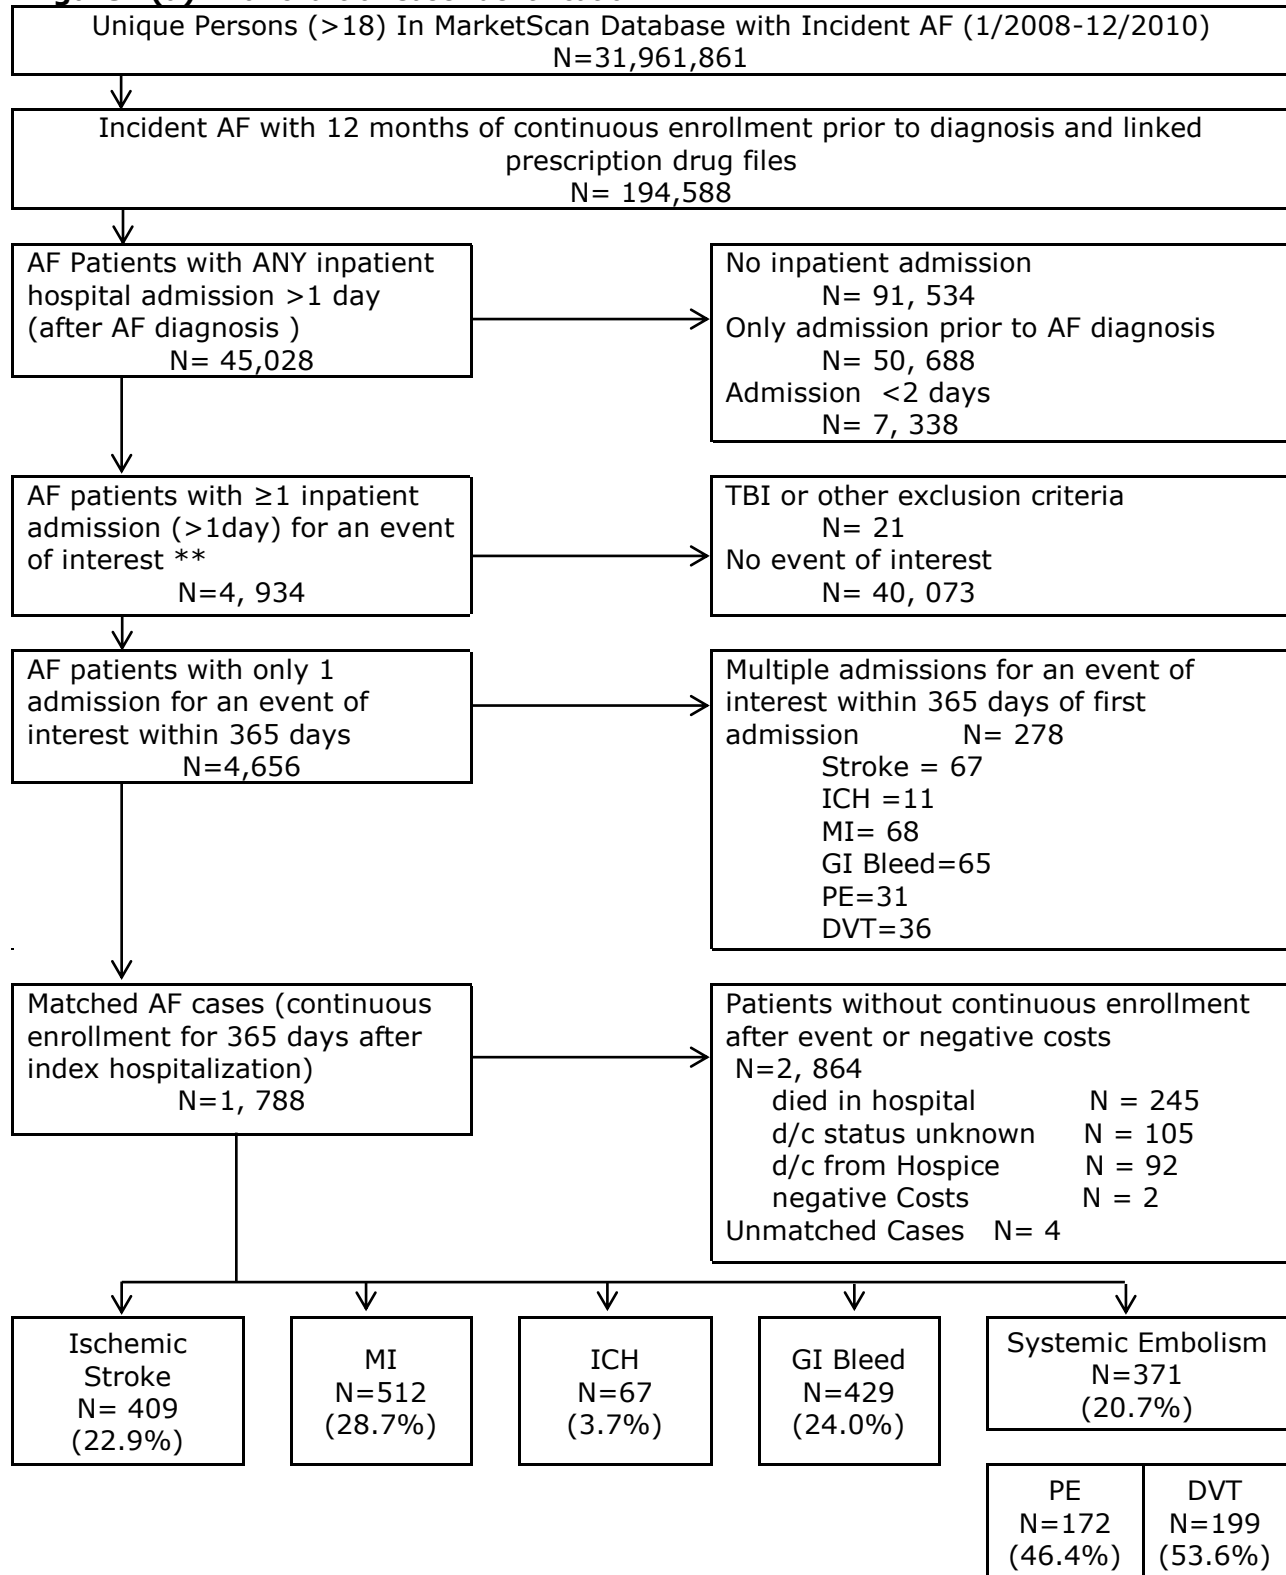 Unique Persons (>18) In MarketScan Database with Incident AF (1/2008-12/2010)
N=31,961,861
Incident AF with 12 months of continuous enrollment prior to diagnosis and linked
prescription drug files
N= 194,588
AF Patients with ANY inpatient
hospital admission >1 day
(after AF diagnosis )
N= 45,028
No inpatient admission
N= 91, 534
Only admission prior to AF diagnosis
N= 50, 688
Admission <2 days
N= 7, 338
AF patients with ≥1 inpatient
admission (>1day) for an event
of interest **
N=4, 934
TBI or other exclusion criteria
N= 21
No event of interest
N= 40, 073
AF patients with only 1
admission for an event of
interest within 365 days
N=4,656
Multiple admissions for an event of
interest within 365 days of first
admission N= 278
Stroke = 67
ICH =11
MI= 68
GI Bleed=65
PE=31
DVT=36
Matched AF cases (continuous
enrollment for 365 days after
index hospitalization)
N=1, 788
Patients without continuous enrollment
after event or negative costs
N=2, 864
died in hospital N = 245
d/c status unknown N = 105
d/c from Hospice N = 92
negative Costs N = 2
Unmatched Cases N= 4
Ischemic
Stroke
N= 409
(22.9%)
MI
N=512
(28.7%)
ICH
N=67
(3.7%)
GI Bleed
N=429
(24.0%)
Systemic Embolism
N=371
(20.7%)
PE
N=172
(46.4%)
DVT
N=199
(53.6%)